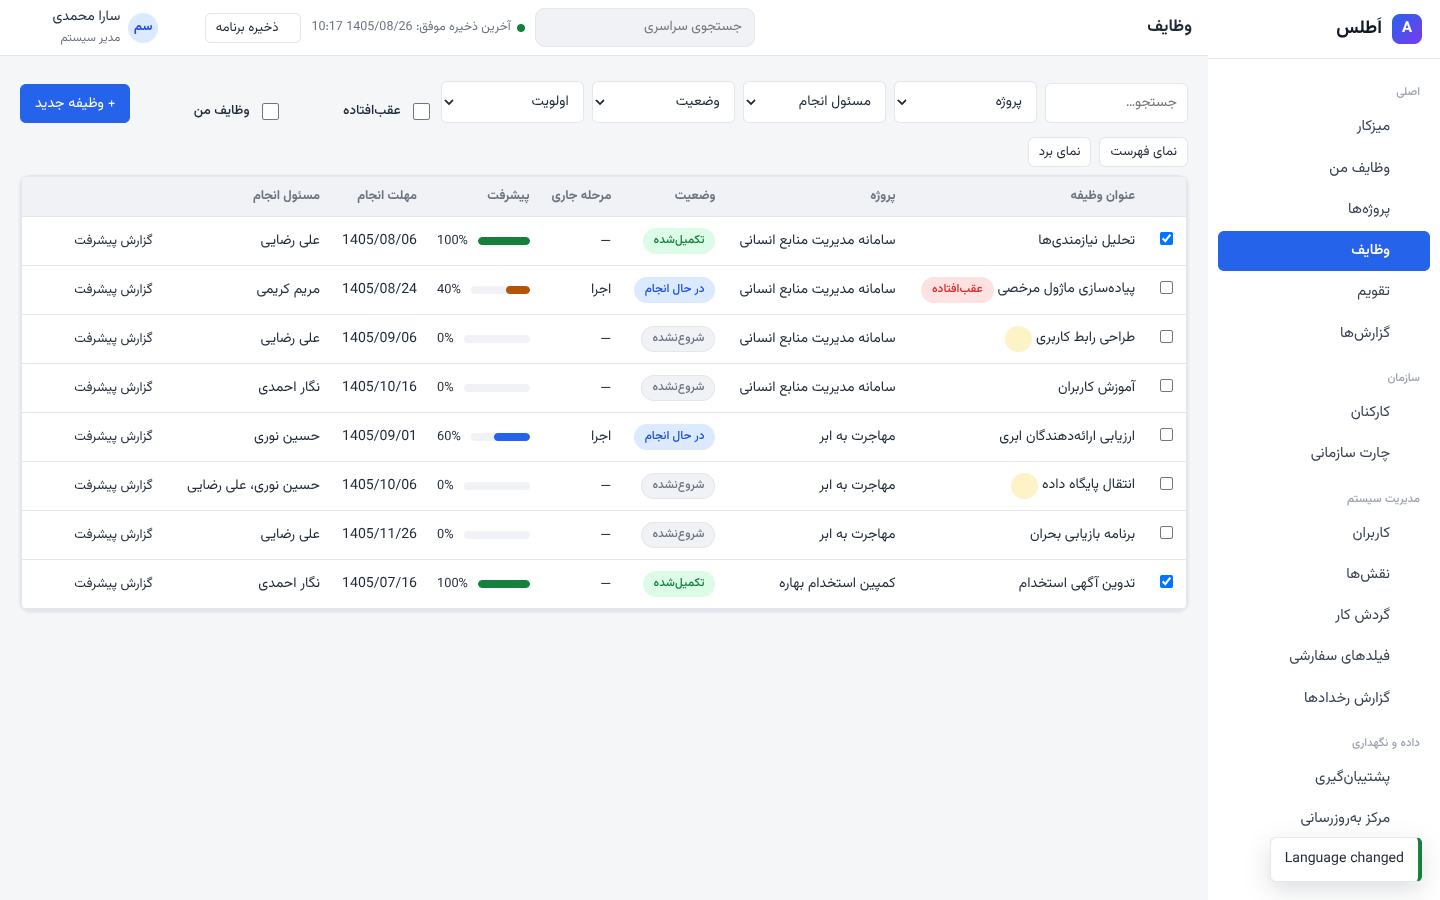 A
اَطلس
اصلی
میزکار
وظایف من
پروژه‌ها
وظایف
تقویم
گزارش‌ها
سازمان
کارکنان
چارت سازمانی
مدیریت سیستم
کاربران
نقش‌ها
گردش کار
فیلدهای سفارشی
گزارش رخدادها
داده و نگهداری
پشتیبان‌گیری
مرکز به‌روزرسانی
Language changed
وظایف
جستجوی سراسری
آخرین ذخیره موفق: 1405/08/26 10:17
ذخیره برنامه
سم
سارا محمدی
مدیر سیستم
جستجو...
پروژه
مسئول انجام
وضعیت
اولویت
عقب‌افتاده
وظایف من
+ وظیفه جدید
نمای فهرست
نمای برد
عنوان وظیفه پروژه وضعیت مرحله جاری پیشرفت مهلت انجام مسئول انجام
تحلیل نیازمندی‌ها سامانه مدیریت منابع انسانی تکمیل‌شده — 100% 1405/08/06 علی رضایی گزارش پیشرفت
پیاده‌سازی ماژول مرخصی عقب‌افتاده سامانه مدیریت منابع انسانی در حال انجام اجرا 40% 1405/08/24 مریم کریمی گزارش پیشرفت
طراحی رابط کاربری سامانه مدیریت منابع انسانی شروع‌نشده — 0% 1405/09/06 علی رضایی گزارش پیشرفت
آموزش کاربران سامانه مدیریت منابع انسانی شروع‌نشده — 0% 1405/10/16 نگار احمدی گزارش پیشرفت
ارزیابی ارائه‌دهندگان ابری مهاجرت به ابر در حال انجام اجرا 60% 1405/09/01 حسین نوری گزارش پیشرفت
انتقال پایگاه داده مهاجرت به ابر شروع‌نشده — 0% 1405/10/06 حسین نوری، علی رضایی گزارش پیشرفت
برنامه بازیابی بحران مهاجرت به ابر شروع‌نشده — 0% 1405/11/26 علی رضایی گزارش پیشرفت
تدوین آگهی استخدام کمپین استخدام بهاره تکمیل‌شده — 100% 1405/07/16 نگار احمدی گزارش پیشرفت